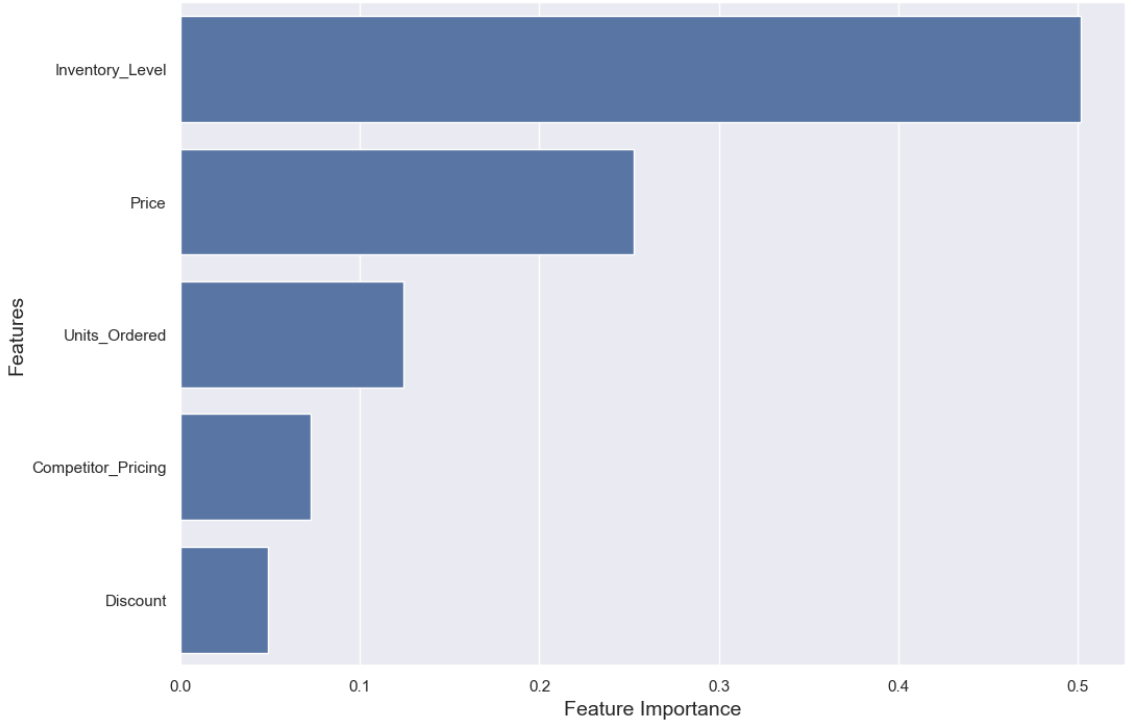 Inventory_Level
Price
Units_Ordered
Competitor_Pricing
Discount
Features
0.0 0.1 0.2 0.3 0.4 0.5
Feature Importance